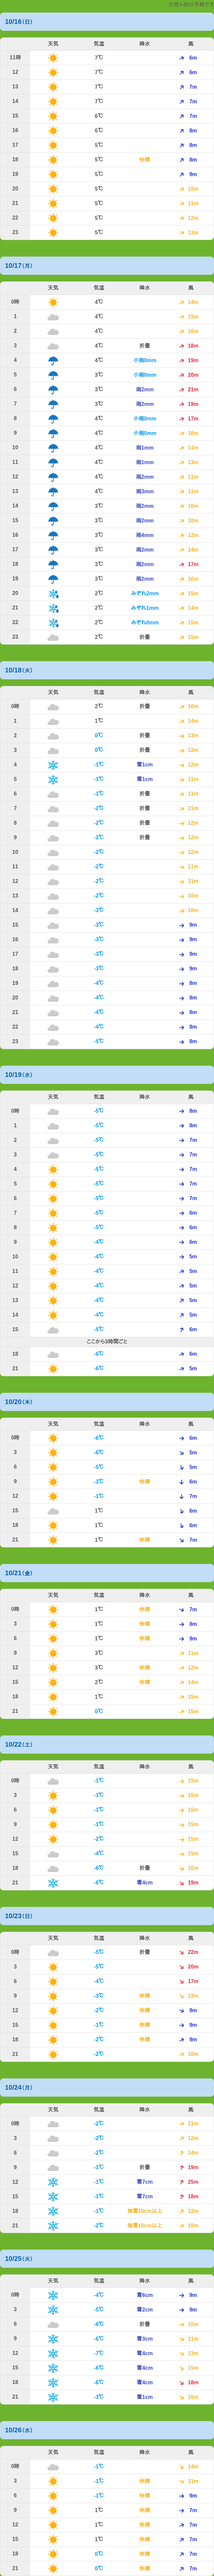 10/16(日)
天気 気温 降水 風
11時 7℃ 6m
12 7℃ 6m
13 7℃ 7m
14 7℃ 7m
15 6℃ 7m
16 6℃ 8m
17 5℃ 8m
18 5℃ 快晴 8m
19 5℃ 9m
20 5℃ 10m
21 5℃ 11m
22 5℃ 12m
23 5℃ 13m
10/17(月)
天気 気温 降水 風
0時 4℃ 14m
1 4℃ 15m
2 4℃ 16m
3 4℃ 折曇 18m
4 4℃ 小雨0mm 19m
5 3℃ 小雨0mm 20m
6 3℃ 雨2mm 21m
7 3℃ 雨2mm 19m
8 4℃ 小雨0mm 17m
9 4℃ 小雨0mm 16m
10 4℃ 雨1mm 14m
11 4℃ 雨1mm 13m
12 4℃ 雨2mm 11m
13 4℃ 雨3mm 11m
14 3℃ 雨2mm 10m
15 3℃ 雨2mm 10m
16 3℃ 雨4mm 12m
17 3℃ 雨2mm 14m
18 3℃ 雨2mm 17m
19 3℃ 雨2mm 16m
20 2℃ みぞれ2mm 15m
21 2℃ みぞれ1mm 14m
22 2℃ みぞれ0mm 15m
23 2℃ 折曇 15m
10/18(火)
天気 気温 降水 風
0時 2℃ 折曇 16m
1 1℃ 14m
2 0℃ 折曇 13m
3 0℃ 折曇 12m
4 -1℃ 雪1cm 12m
5 -1℃ 雪1cm 11m
6 -1℃ 折曇 11m
7 -2℃ 折曇 11m
8 -2℃ 折曇 12m
9 -2℃ 折曇 12m
10 -2℃ 12m
11 -2℃ 11m
12 -2℃ 11m
13 -2℃ 10m
14 -3℃ 10m
15 -3℃ 9m
16 -3℃ 9m
17 -3℃ 9m
18 -3℃ 9m
19 -4℃ 8m
20 -4℃ 8m
21 -4℃ 8m
22 -4℃ 8m
23 -5℃ 8m
10/19(水)
天気 気温 降水 風
0時 -5℃ 8m
1 -5℃ 8m
2 -5℃ 7m
3 -5℃ 7m
4 -5℃ 7m
5 -5℃ 7m
6 -5℃ 7m
7 -5℃ 6m
8 -5℃ 6m
9 -4℃ 6m
10 -4℃ 5m
11 -4℃ 5m
12 -4℃ 5m
13 -4℃ 5m
14 -4℃ 5m
15 -5℃ 6m
ここから3時間ごと
18 -6℃ 6m
21 -6℃ 5m
10/20(木)
天気 気温 降水 風
0時 -6℃ 6m
3 -6℃ 5m
6 -5℃ 5m
9 -3℃ 快晴 6m
12 -1℃ 7m
15 1℃ 6m
18 1℃ 6m
21 1℃ 快晴 7m
10/21(金)
天気 気温 降水 風
0時 1℃ 快晴 7m
3 1℃ 快晴 8m
6 1℃ 快晴 9m
9 3℃ 11m
12 3℃ 快晴 12m
15 2℃ 快晴 14m
18 1℃ 15m
21 0℃ 15m
10/22(土)
天気 気温 降水 風
0時 -1℃ 15m
3 -1℃ 15m
6 -1℃ 15m
9 -1℃ 15m
12 -2℃ 15m
15 -4℃ 15m
18 -6℃ 折曇 16m
21 -6℃ 雪4cm 19m
10/23(日)
天気 気温 降水 風
0時 -5℃ 折曇 22m
3 -5℃ 20m
6 -4℃ 17m
9 -3℃ 快晴 13m
12 -2℃ 快晴 9m
15 -1℃ 快晴 9m
18 -2℃ 快晴 9m
21 -2℃ 10m
10/24(月)
天気 気温 降水 風
0時 -2℃ 11m
3 -2℃ 12m
6 -2℃ 14m
9 -1℃ 折曇 19m
12 -1℃ 雪7cm 25m
15 -1℃ 雪7cm 18m
18 -1℃ 強雪10cm以上 12m
21 -2℃ 強雪10cm以上 10m
10/25(火)
天気 気温 降水 風
0時 -4℃ 雪6cm 9m
3 -5℃ 雪2cm 9m
6 -6℃ 折曇 10m
9 -6℃ 雪3cm 11m
12 -7℃ 雪4cm 13m
15 -6℃ 雪4cm 15m
18 -6℃ 雪4cm 18m
21 -3℃ 雪1cm 16m
10/26(水)
天気 気温 降水 風
0時 -1℃ 14m
3 -1℃ 快晴 11m
6 -1℃ 快晴 9m
9 1℃ 快晴 7m
12 1℃ 快晴 7m
15 1℃ 快晴 7m
18 0℃ 快晴 7m
21 0℃ 快晴 7m